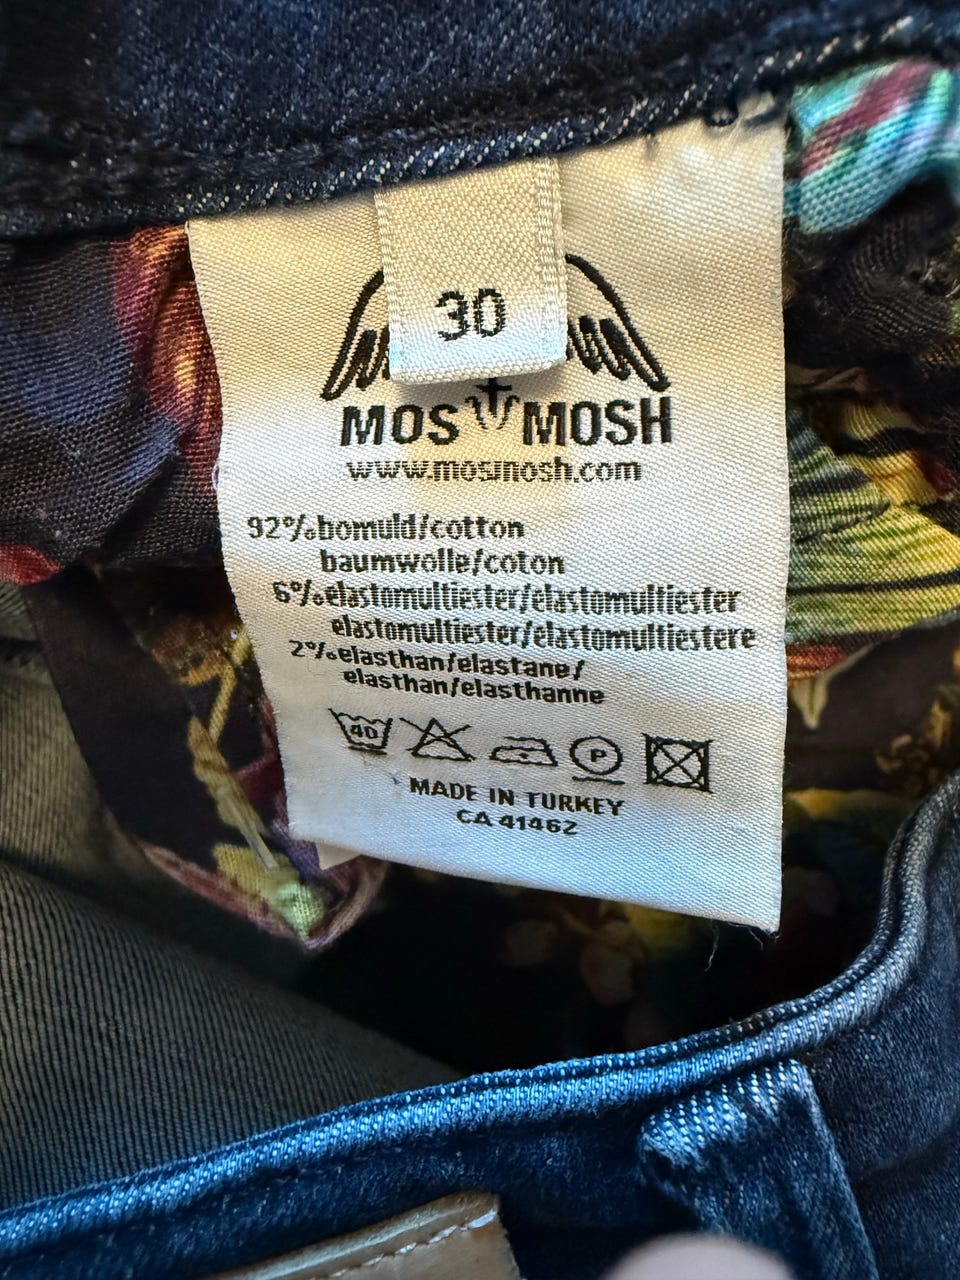 30
MOS MOSH
www.mosmosh.com
92%bomuld/cotton
baumwolle/coton
6%elastomultiester/elastomultiester
elastomultiester/elastomultiestere
2%elasthan/elastane/
elasthan/elasthanne
40
P
MADE IN TURKEY
CA 41462